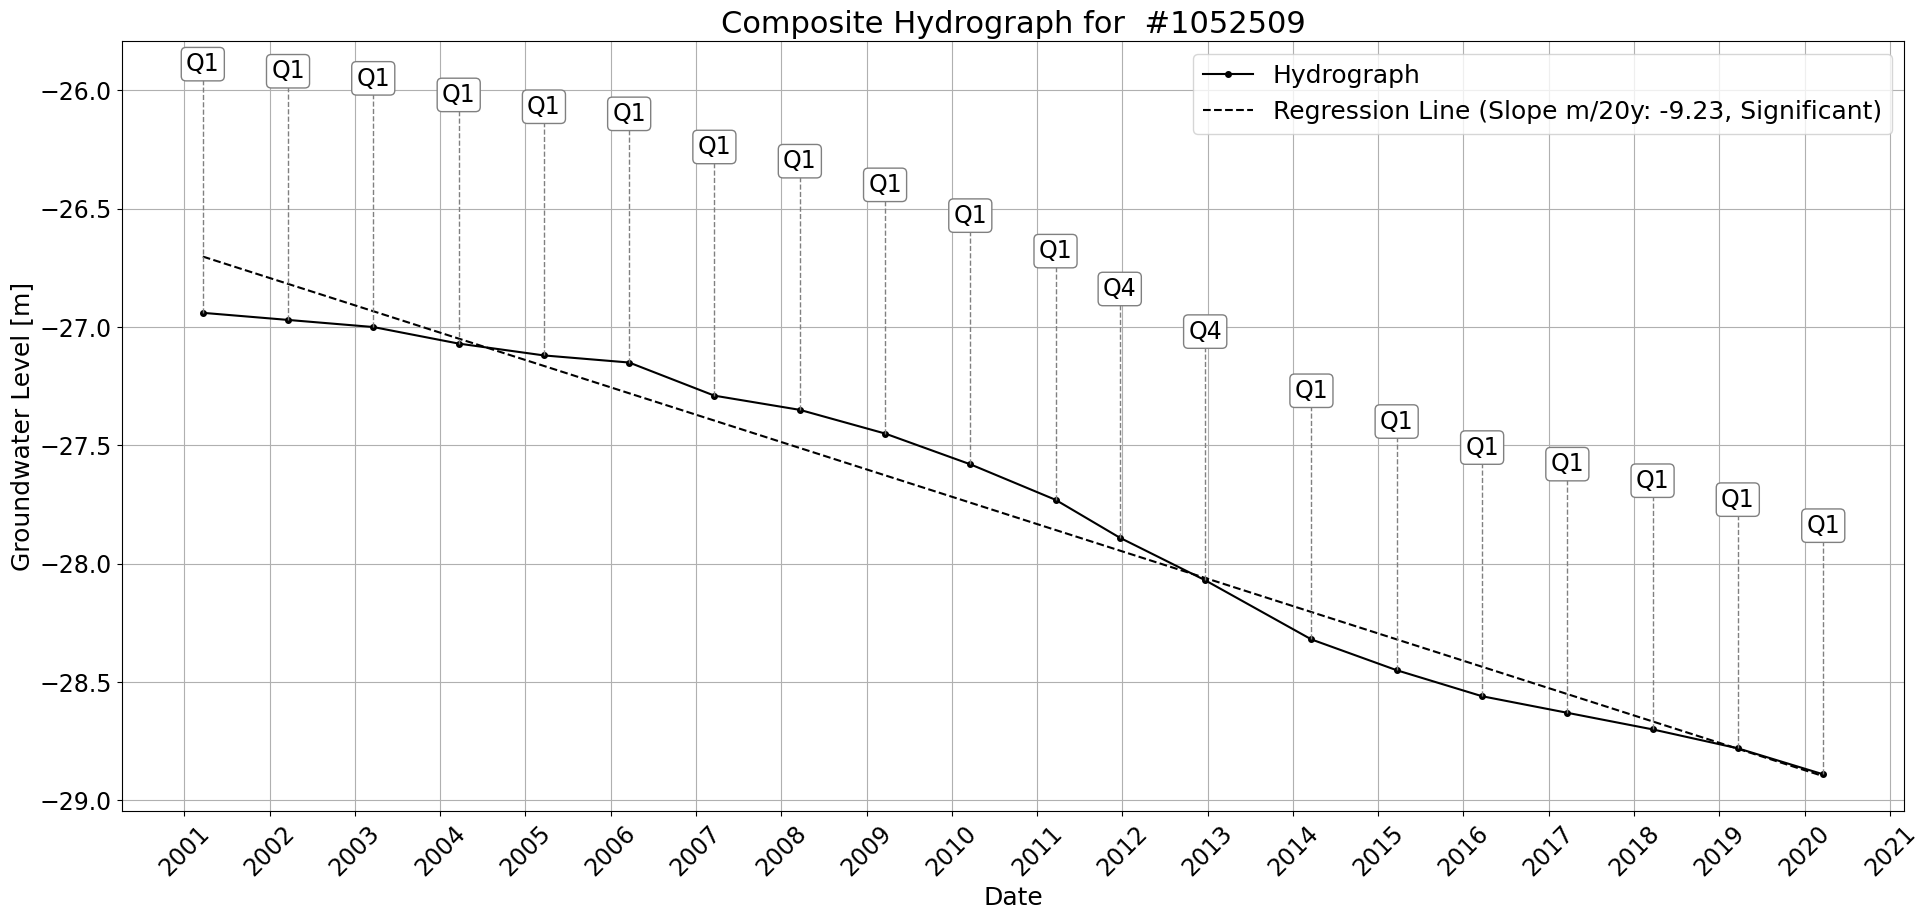 Composite Hydrograph for  #1052509
Hydrograph
Regression Line (Slope m/20y: -9.23, Significant)
Q1
Q1
Q1
Q1
Q1
Q1
Q1
Q1
Q1
Q1
Q1
Q4
Q4
Q1
Q1
Q1
Q1
Q1
Q1
Q1
Groundwater Level [m]
−26.0
−26.5
−27.0
−27.5
−28.0
−28.5
−29.0
2001
2002
2003
2004
2005
2006
2007
2008
2009
2010
2011
2012
2013
2014
2015
2016
2017
2018
2019
2020
2021
Date